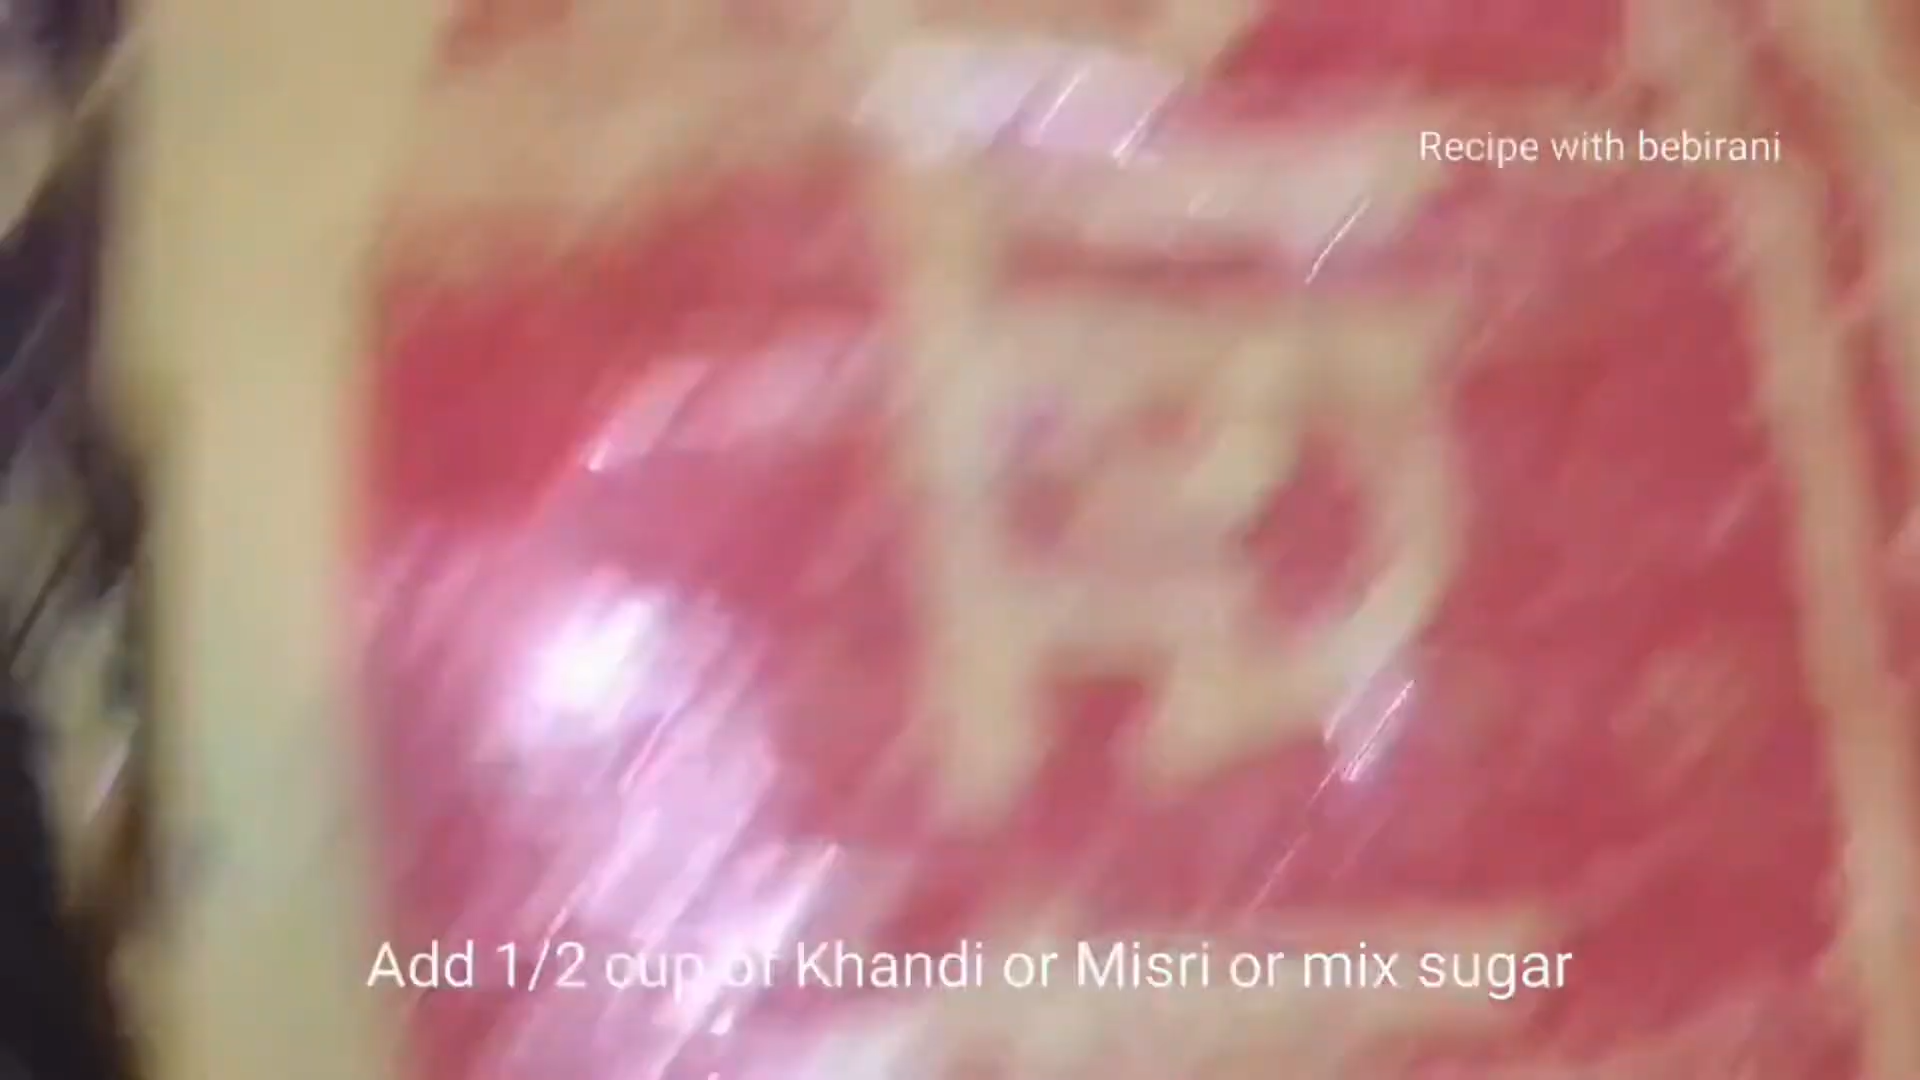 Recipe with bebirani
Add 1/2 cup of Khandi or Misri or mix sugar